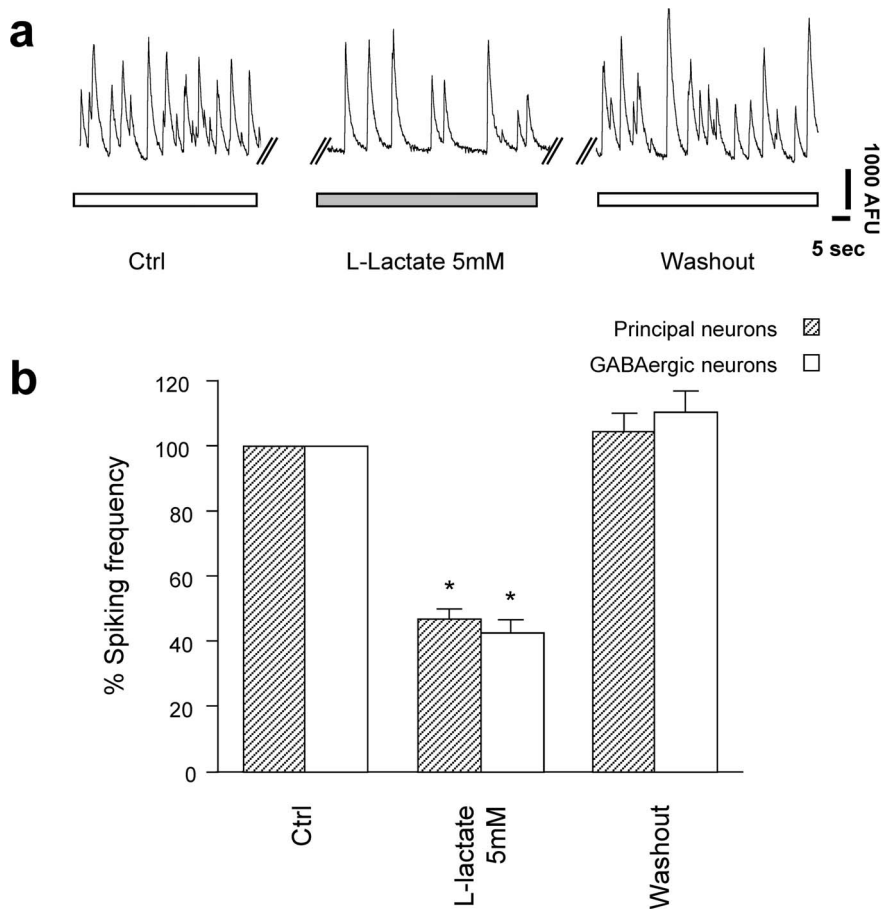 a
1000 AFU
5 sec
Ctrl
L-Lactate 5mM
Washout
Principal neurons
GABAergic neurons
b
% Spiking frequency
120
100
80
60
40
20
0
*
*
Ctrl
L-lactate
5mM
Washout